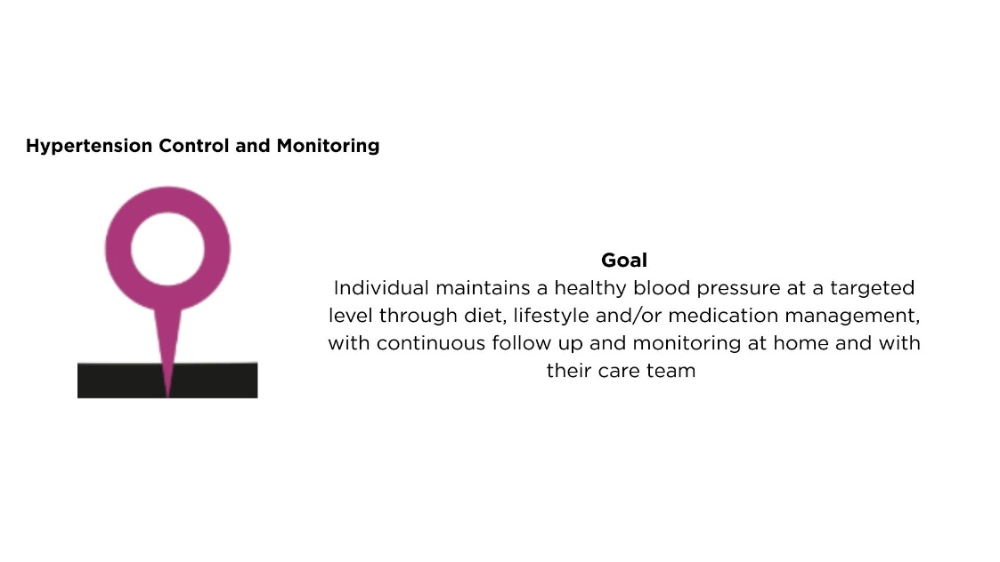 Hypertension Control and Monitoring
Goal
Individual maintains a healthy blood pressure at a targeted
level through diet, lifestyle and/or medication management,
with continuous follow up and monitoring at home and with
their care team